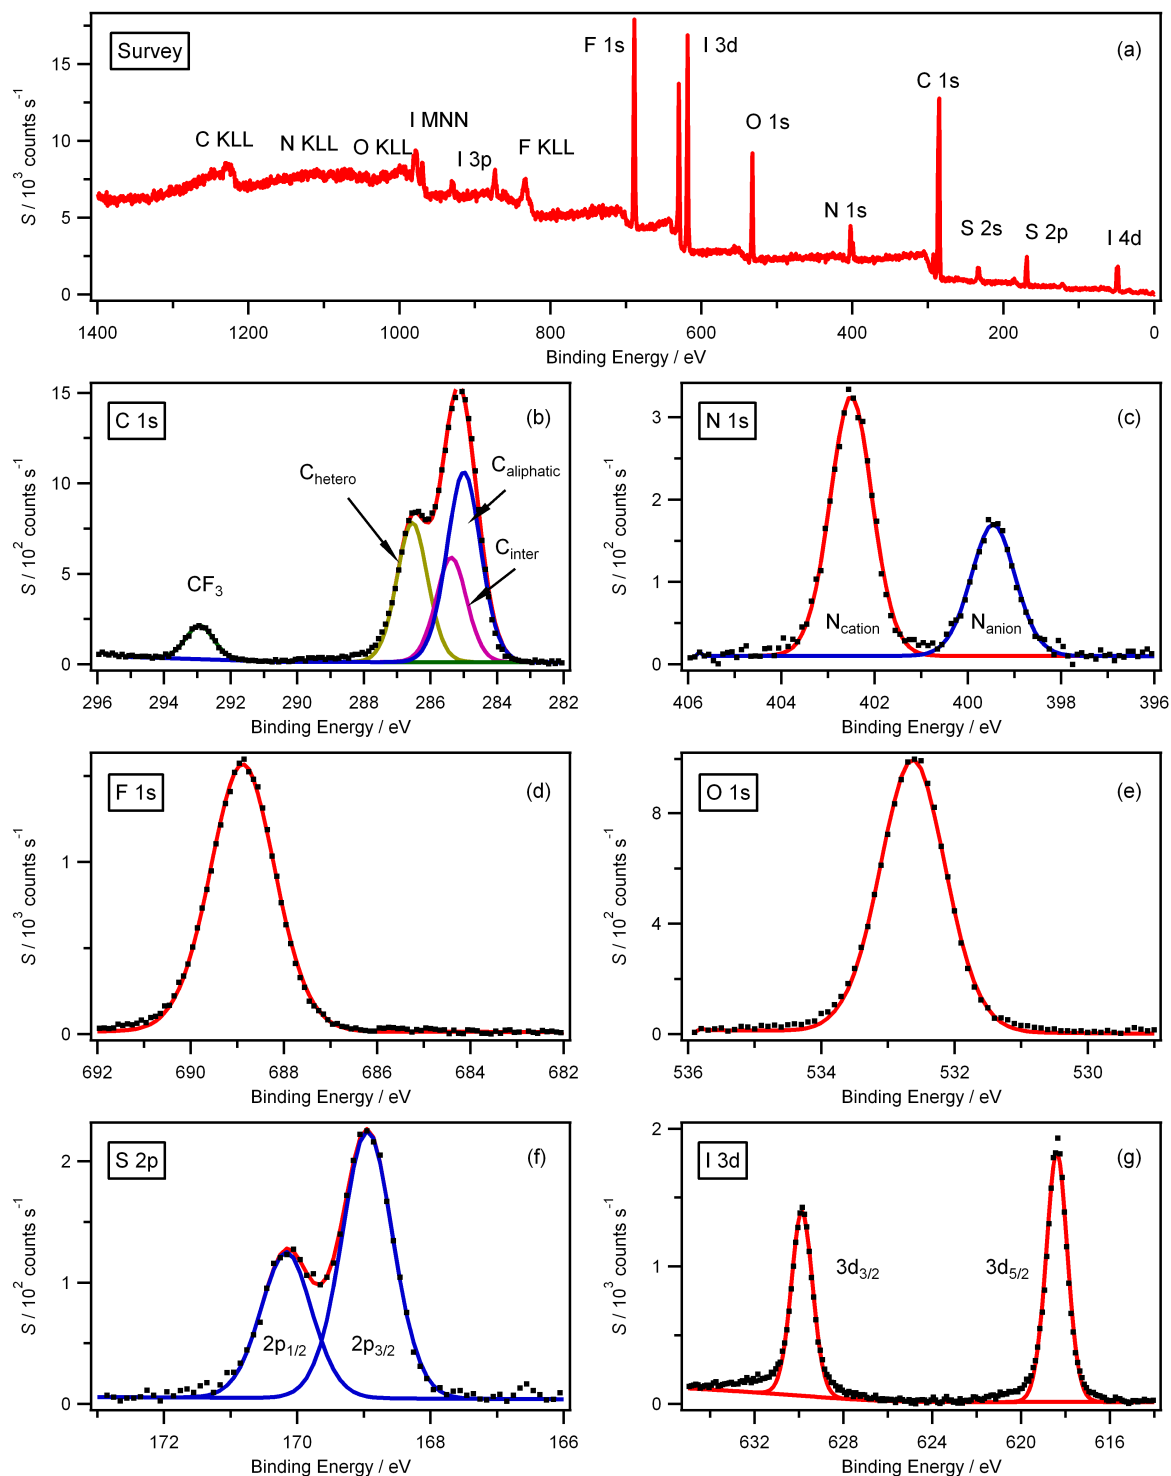 Survey
(a)
F 1s
I 3d
C 1s
O 1s
I MNN
C KLL
N KLL
O KLL
I 3p
F KLL
N 1s
S 2s
S 2p
I 4d
S / 10³ counts s⁻¹
15
10
5
0
1400 1200 1000 800 600 400 200 0
Binding Energy / eV
C 1s
(b)
C_hetero
C_aliphatic
C_inter
CF₃
S / 10² counts s⁻¹
15
10
5
0
296 294 292 290 288 286 284 282
Binding Energy / eV
N 1s
(c)
N_cation
N_anion
S / 10² counts s⁻¹
3
2
1
0
406 404 402 400 398 396
Binding Energy / eV
F 1s
(d)
S / 10³ counts s⁻¹
1
0
692 690 688 686 684 682
Binding Energy / eV
O 1s
(e)
S / 10² counts s⁻¹
8
4
0
536 534 532 530
Binding Energy / eV
S 2p
(f)
2p₁/₂
2p₃/₂
S / 10² counts s⁻¹
2
1
0
172 170 168 166
Binding Energy / eV
I 3d
(g)
3d₃/₂
3d₅/₂
S / 10³ counts s⁻¹
2
1
0
632 628 624 620 616
Binding Energy / eV